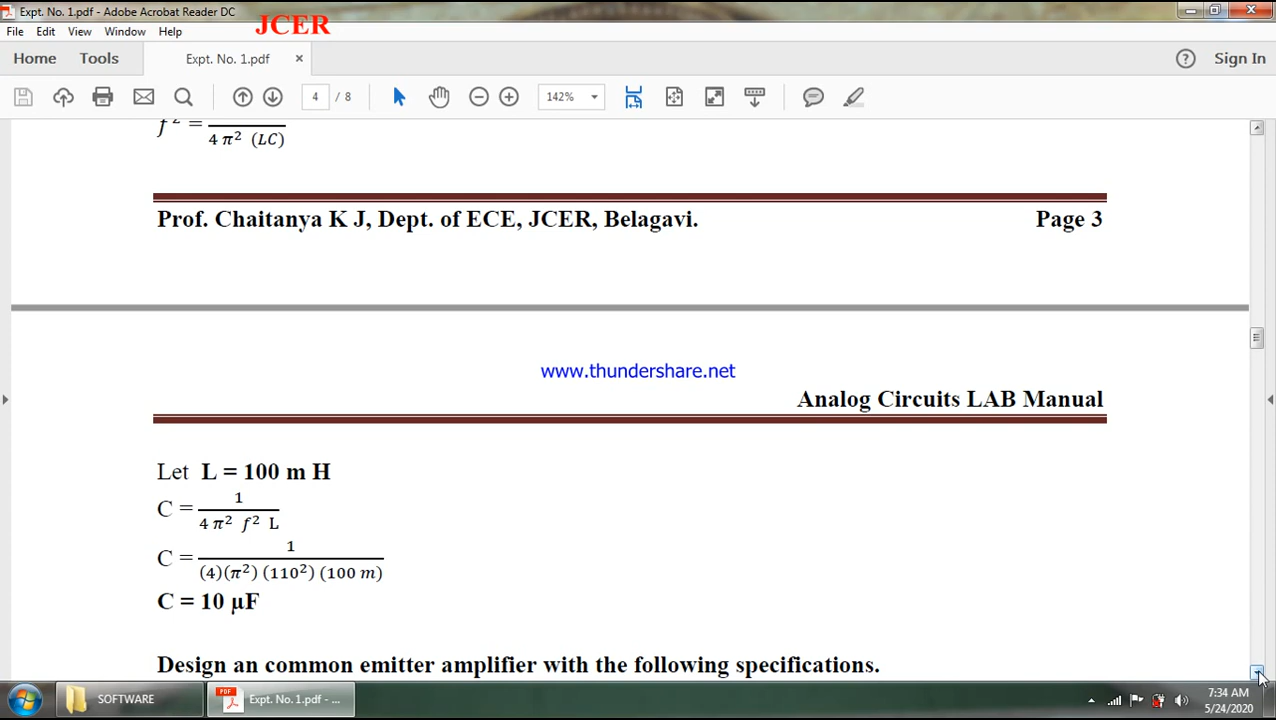 Expt. No. 1.pdf - Adobe Acrobat Reader DC
JCER
File Edit View Window Help
Home Tools Expt. No. 1.pdf × ? Sign In
4 / 8 142%
f² =
4 π² (LC)
Prof. Chaitanya K J, Dept. of ECE, JCER, Belagavi. Page 3
www.thundershare.net
Analog Circuits LAB Manual
Let L = 100 m H
C = 1 / 4 π² f² L
C = 1 / (4)(π²) (110²) (100 m)
C = 10 µF
Design an common emitter amplifier with the following specifications.
SOFTWARE PDF Expt. No. 1.pdf - ... 7:34 AM
5/24/2020